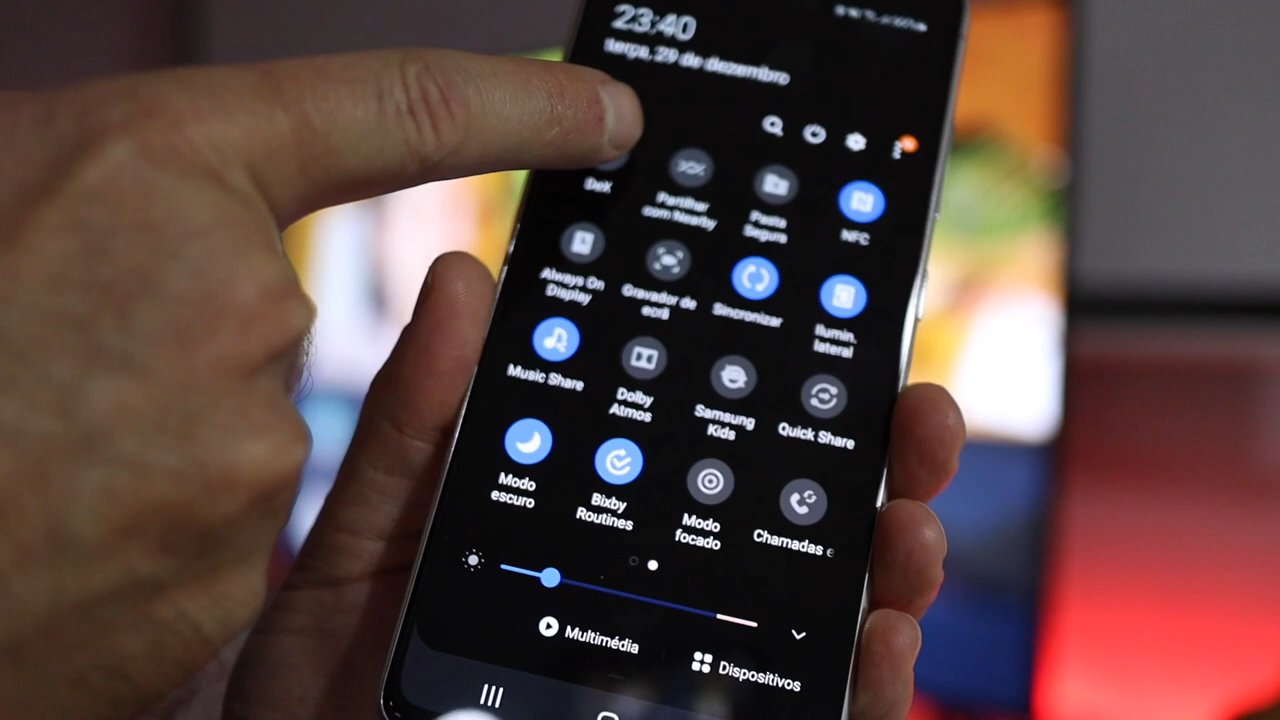 23:40
terça, 29 de dezembro
DeX
Partilhar
com Nearby
Pasta
Segura
NFC
Always On
Display
Gravador de
ecrã
Sincronizar
Ilumin.
lateral
Music Share
Dolby
Atmos
Samsung
Kids
Quick Share
Modo
escuro
Bixby
Routines
Modo
focado
Chamadas e
Multimédia
Dispositivos